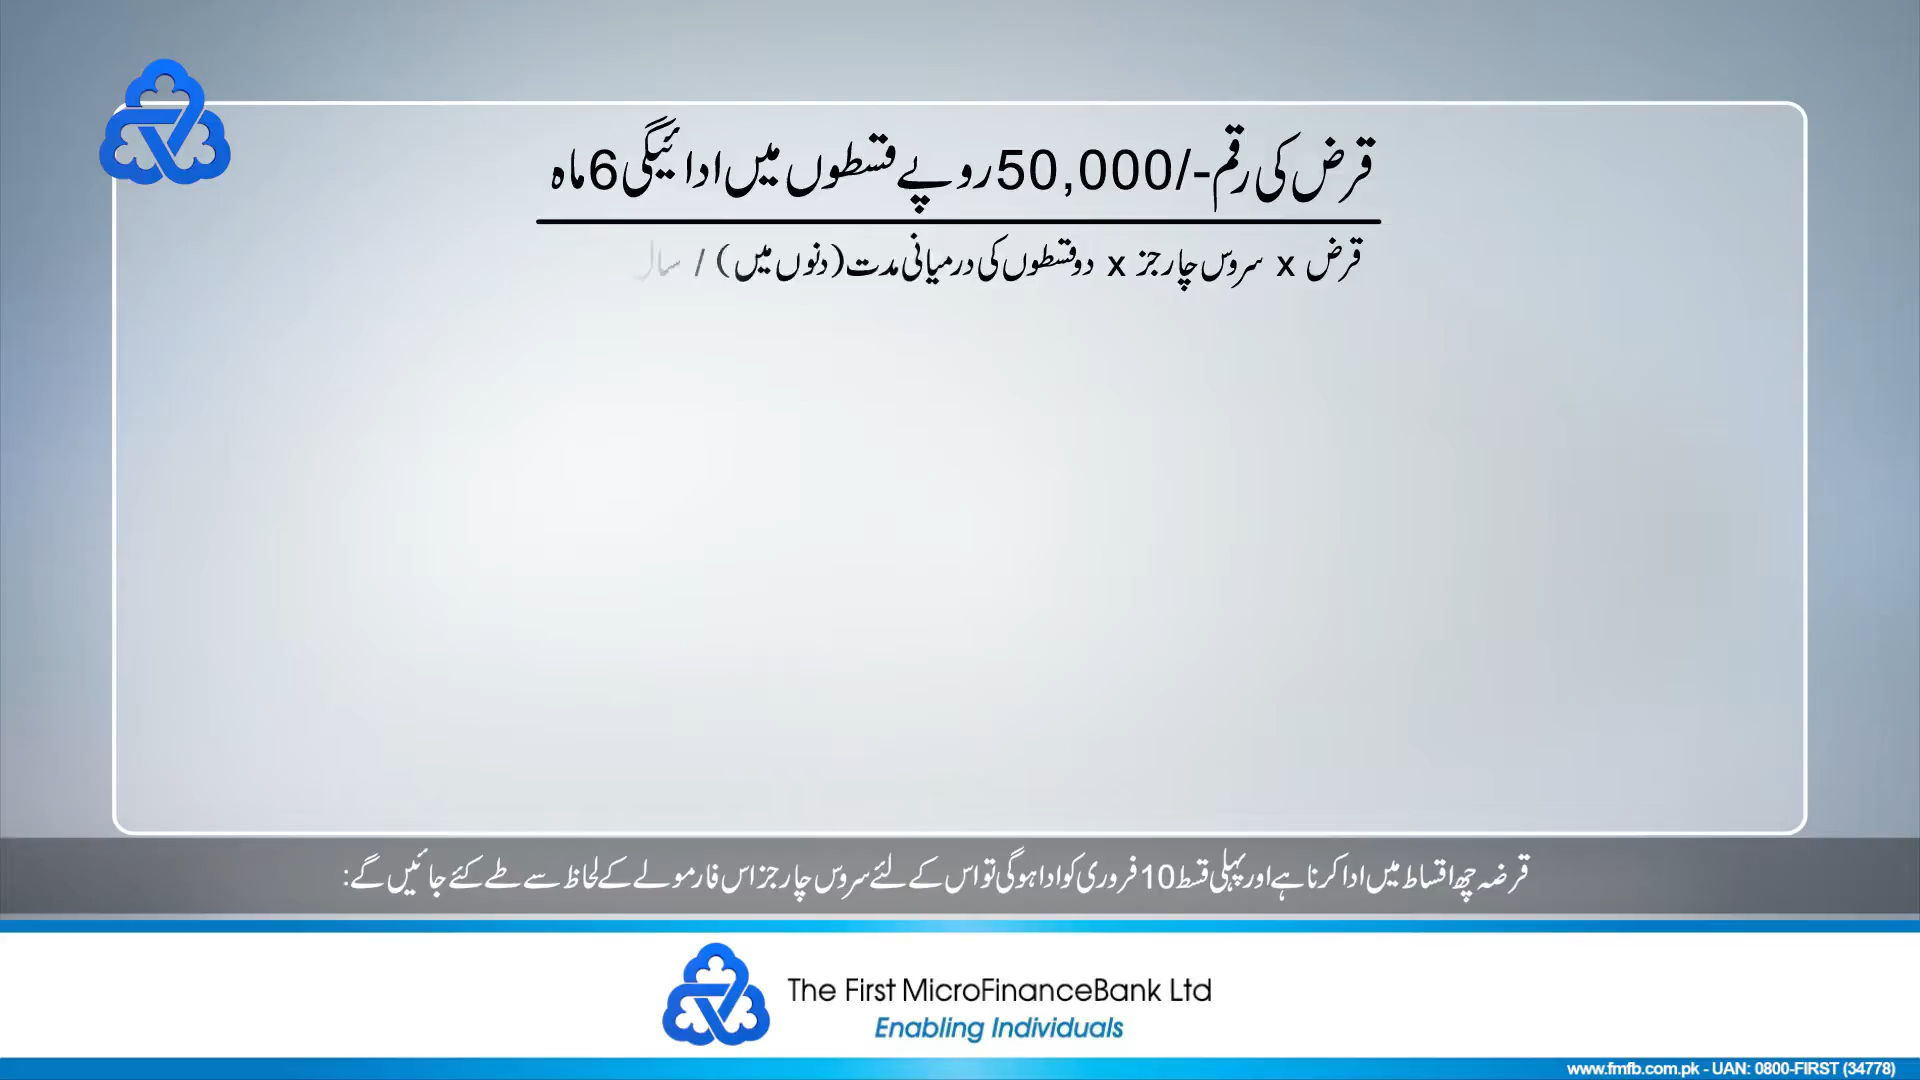 قرض کی رقم -/50,000 روپے قسطوں میں ادائیگی 6 ماہ
قرض x سروس چارجز x دو قسطوں کی درمیانی مدت (دنوں میں) / سال
قرضہ چھ اقساط میں ادا کرنا ہے اور پہلی قسط 10 فروری کو ادا ہو گی تو اس کے لئے سروس چارجز اس فارمولے کے لحاظ سے طے کئے جائیں گے:
The First MicroFinanceBank Ltd
Enabling Individuals
www.fmfb.com.pk - UAN: 0800-FIRST (34778)